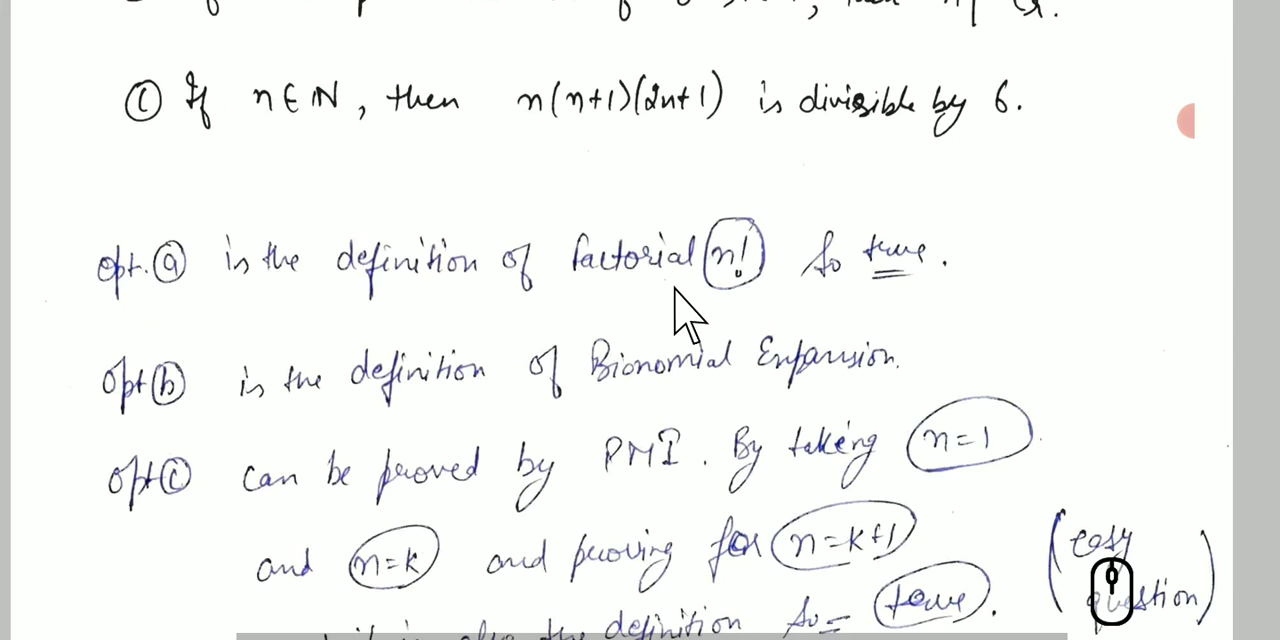 ⓒ If n ∈ ℕ, then n(n+1)(2n+1) is divisible by 6.
opt. ⓐ is the definition of factorial n! So true.
opt ⓑ is the definition of Bionomial Expansion.
opt ⓒ can be proved by PMI. By taking n=1
and n=k and proving for n=k+1
(easy
question)
the definition So = true.